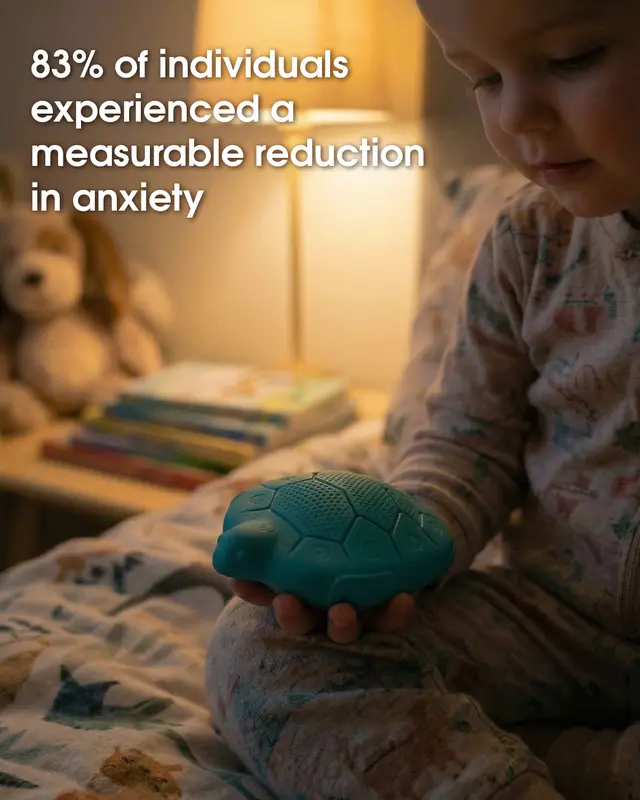 83% of individuals
experienced a
measurable reduction
in anxiety